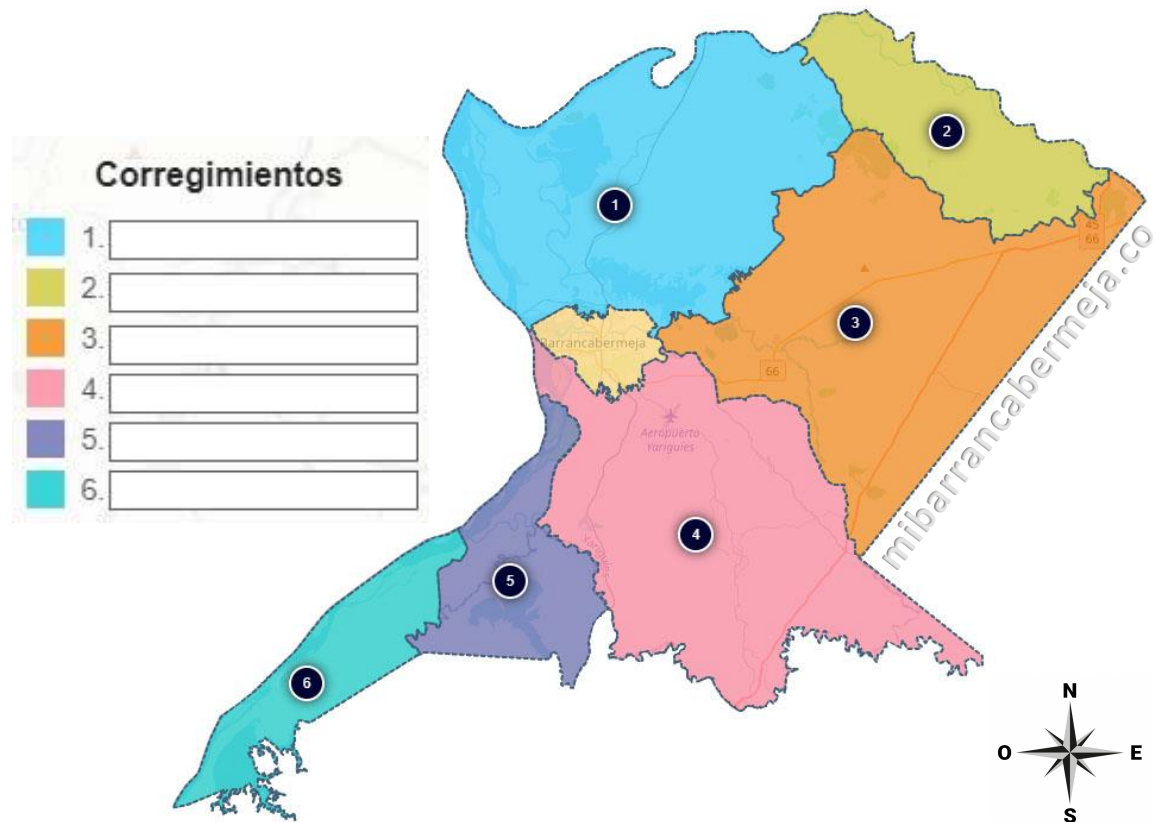 Corregimientos
1.
2.
3.
4.
5.
6.
1
2
3
4
5
6
45
66
66
Barrancabermeja
Aeropuerto
Yariguíes
Yariguíes
mibarrancabermeja.co
N
O
E
S